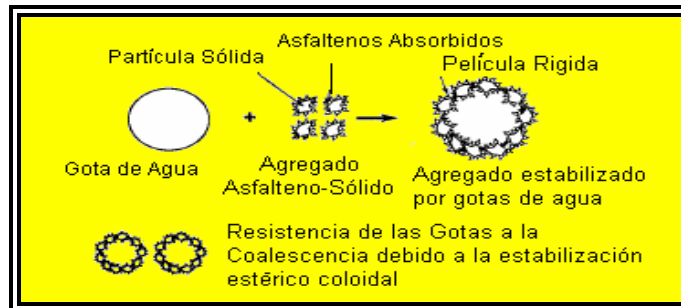 Asfaltenos Absorbidos
Partícula Sólida
Película Rigida
+
Gota de Agua
Agregado
Asfalteno-Sólido
Agregado estabilizado
por gotas de agua
Resistencia de las Gotas a la
Coalescencia debido a la estabilización
estérico coloidal